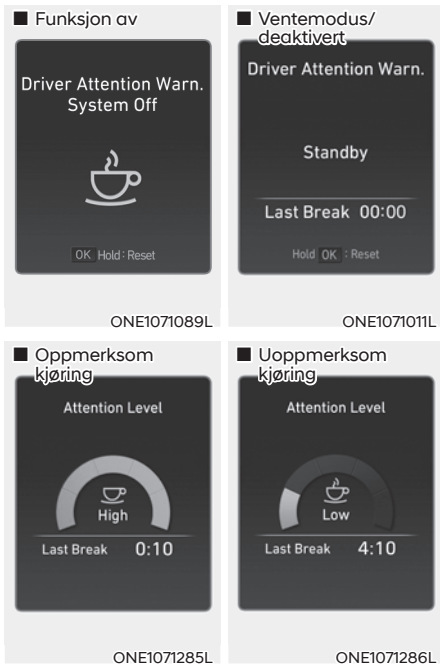 ■ Funksjon av
Driver Attention Warn.
System Off
OK Hold : Reset
ONE1071089L
■ Ventemodus/
deaktivert
Driver Attention Warn.
Standby
Last Break 00:00
Hold OK : Reset
ONE1071011L
■ Oppmerksom
kjøring
Attention Level
High
Last Break 0:10
ONE1071285L
■ Uoppmerksom
kjøring
Attention Level
Low
Last Break 4:10
ONE1071286L